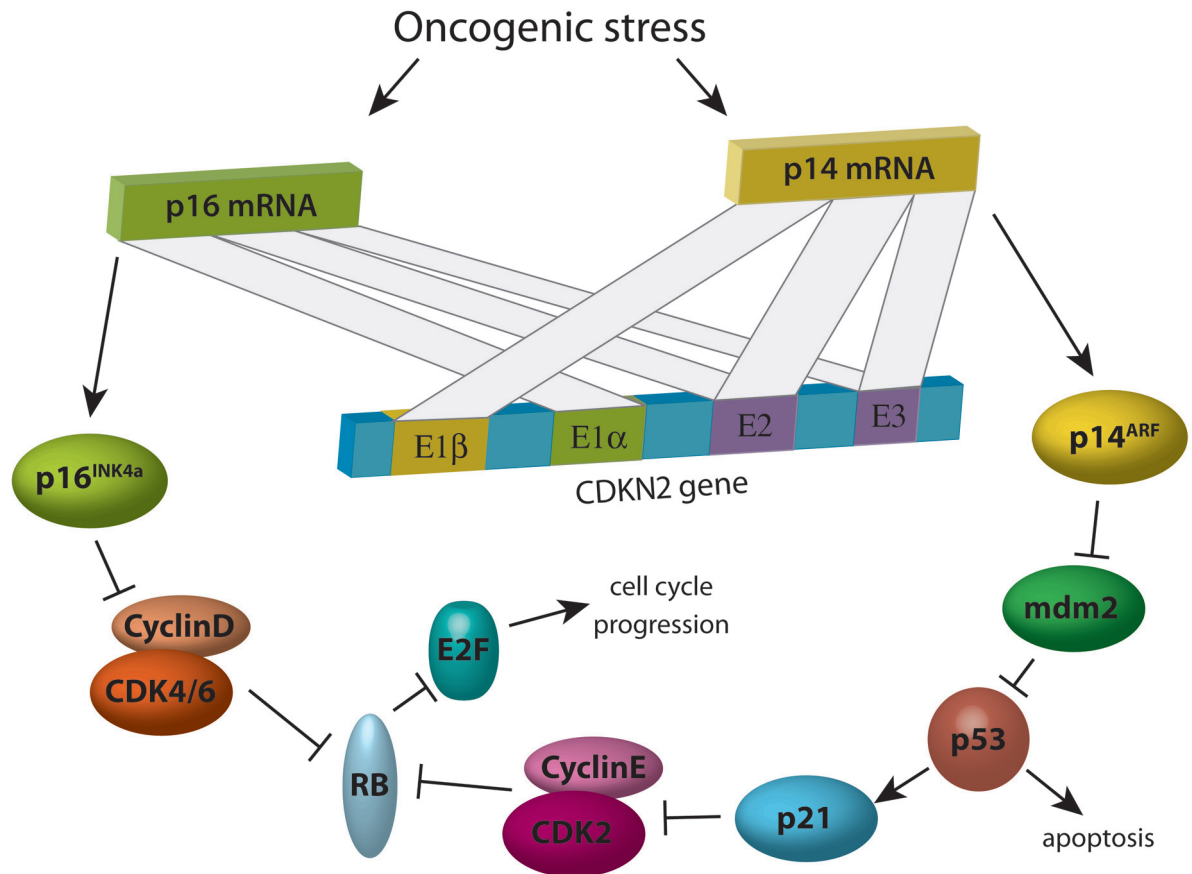 Oncogenic stress
p16 mRNA
p14 mRNA
E1β
E1α
E2
E3
CDKN2 gene
p16INK4a
p14ARF
CyclinD
CDK4/6
E2F
cell cycle
progression
mdm2
RB
CyclinE
CDK2
p21
p53
apoptosis